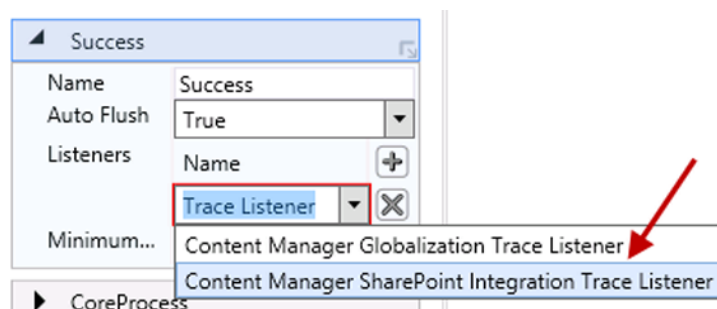 Success
Name Success
Auto Flush True
Listeners Name
Trace Listener
Minimum...
Content Manager Globalization Trace Listener
Content Manager SharePoint Integration Trace Listener
CoreProcess